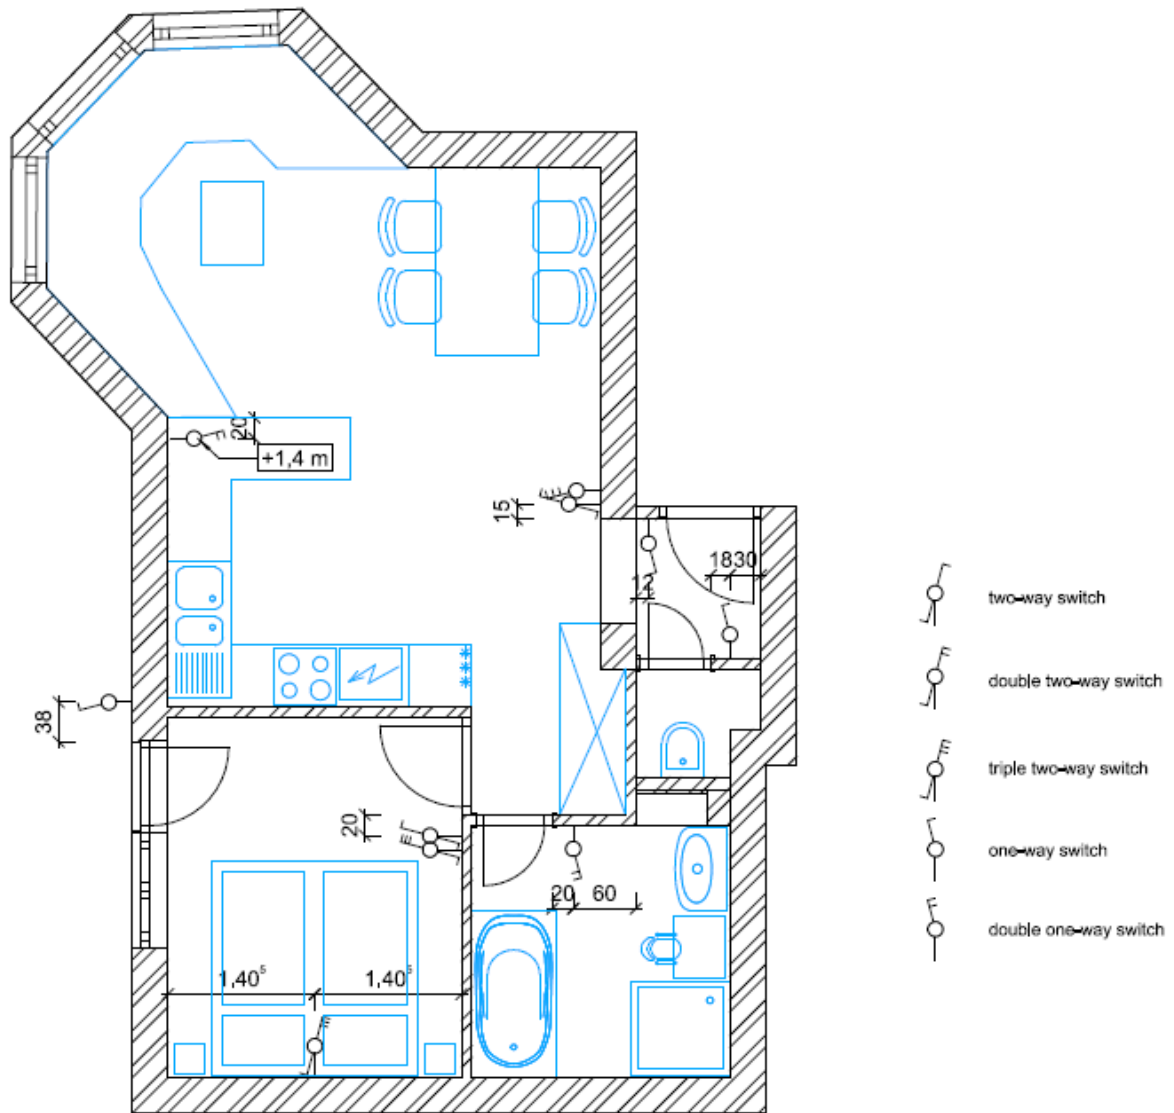 20
+1,4 m
15
1830
12
two-way switch
double two-way switch
38
triple two-way switch
20
one-way switch
20 60
double one-way switch
1,40⁵ 1,40⁵